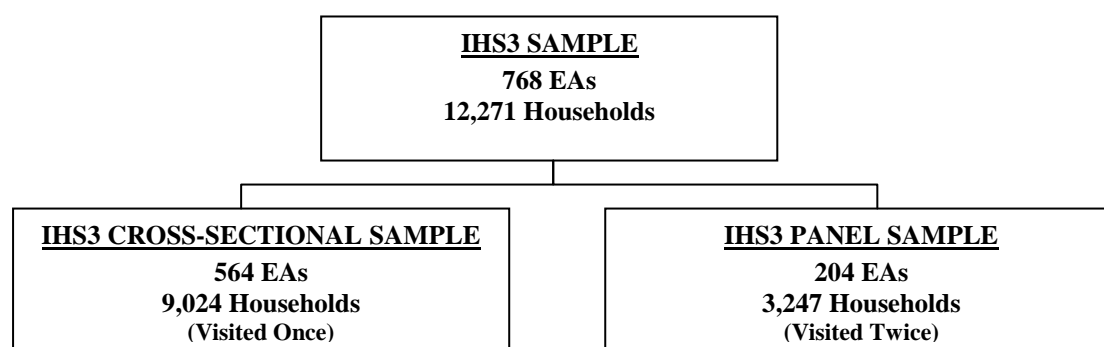 IHS3 SAMPLE
768 EAs
12,271 Households
IHS3 CROSS-SECTIONAL SAMPLE
564 EAs
9,024 Households
(Visited Once)
IHS3 PANEL SAMPLE
204 EAs
3,247 Households
(Visited Twice)